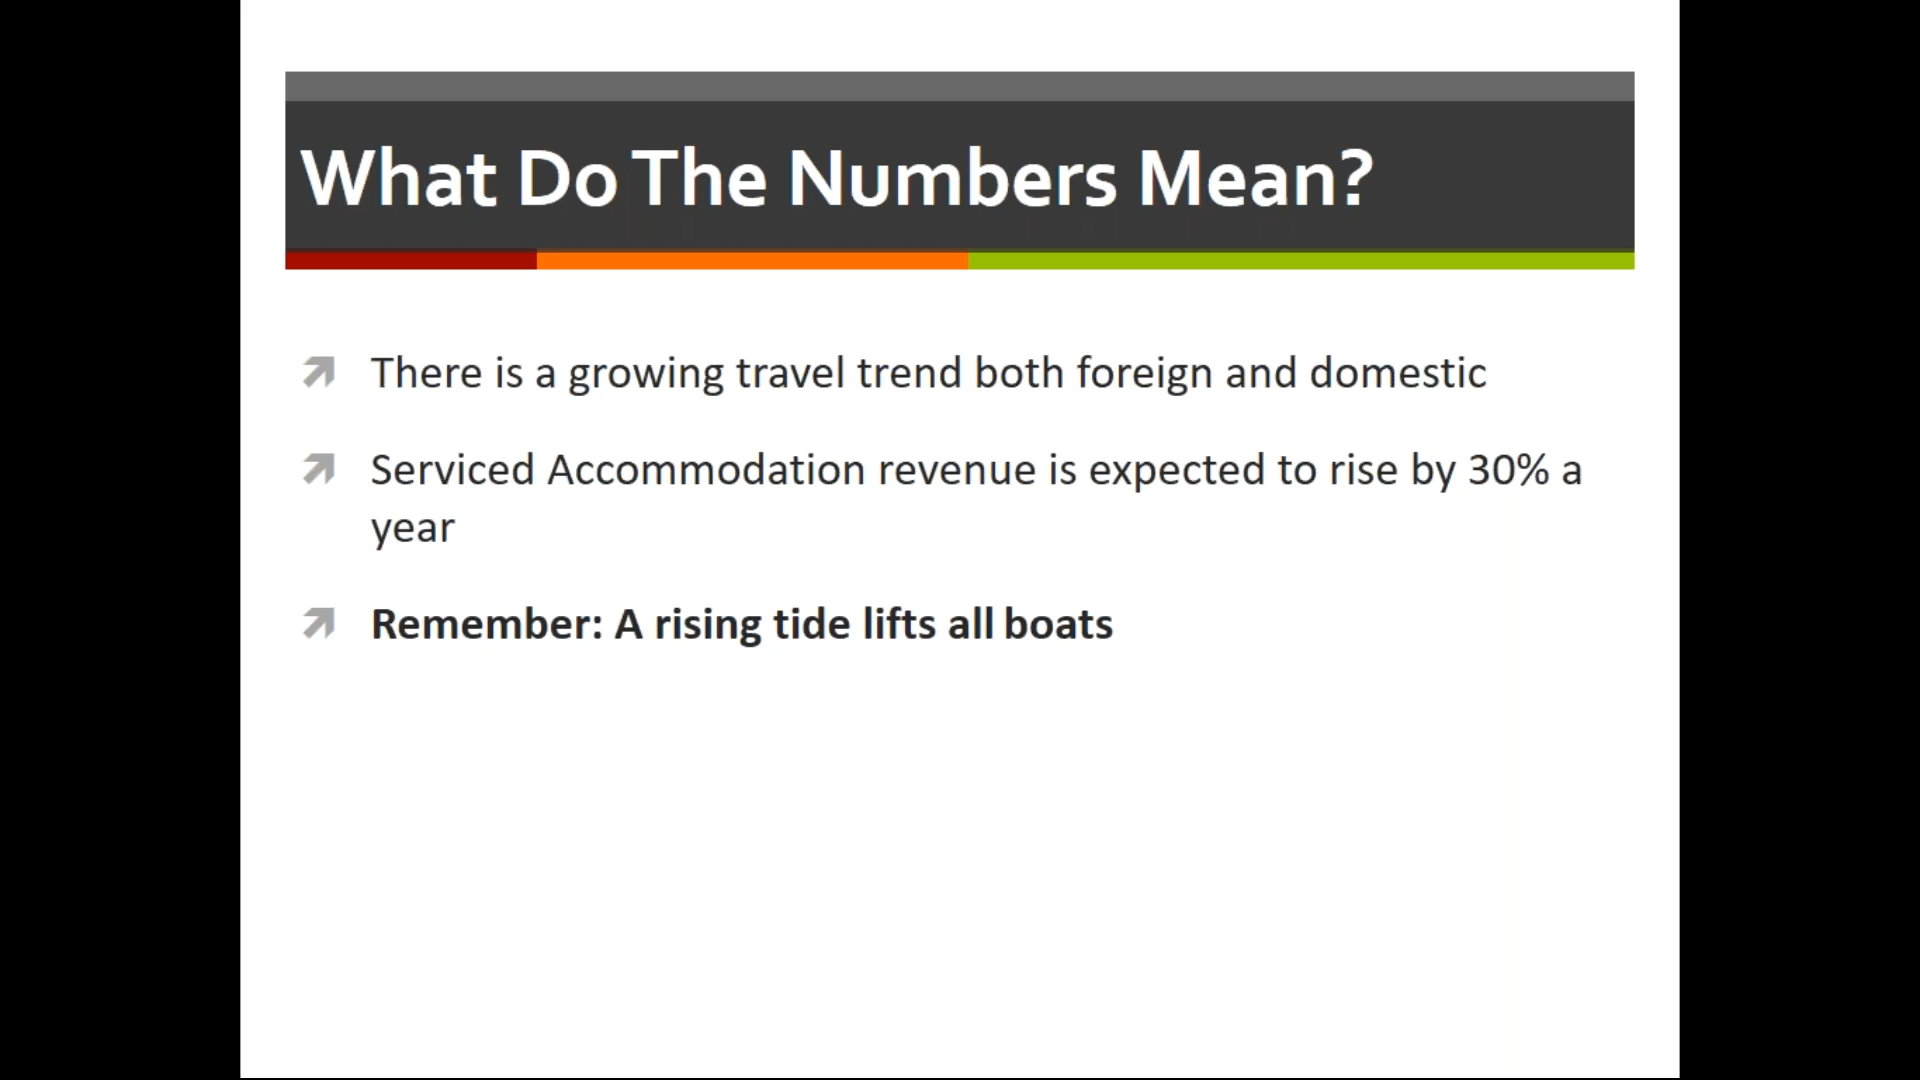 What Do The Numbers Mean?
There is a growing travel trend both foreign and domestic
Serviced Accommodation revenue is expected to rise by 30% a
year
Remember: A rising tide lifts all boats